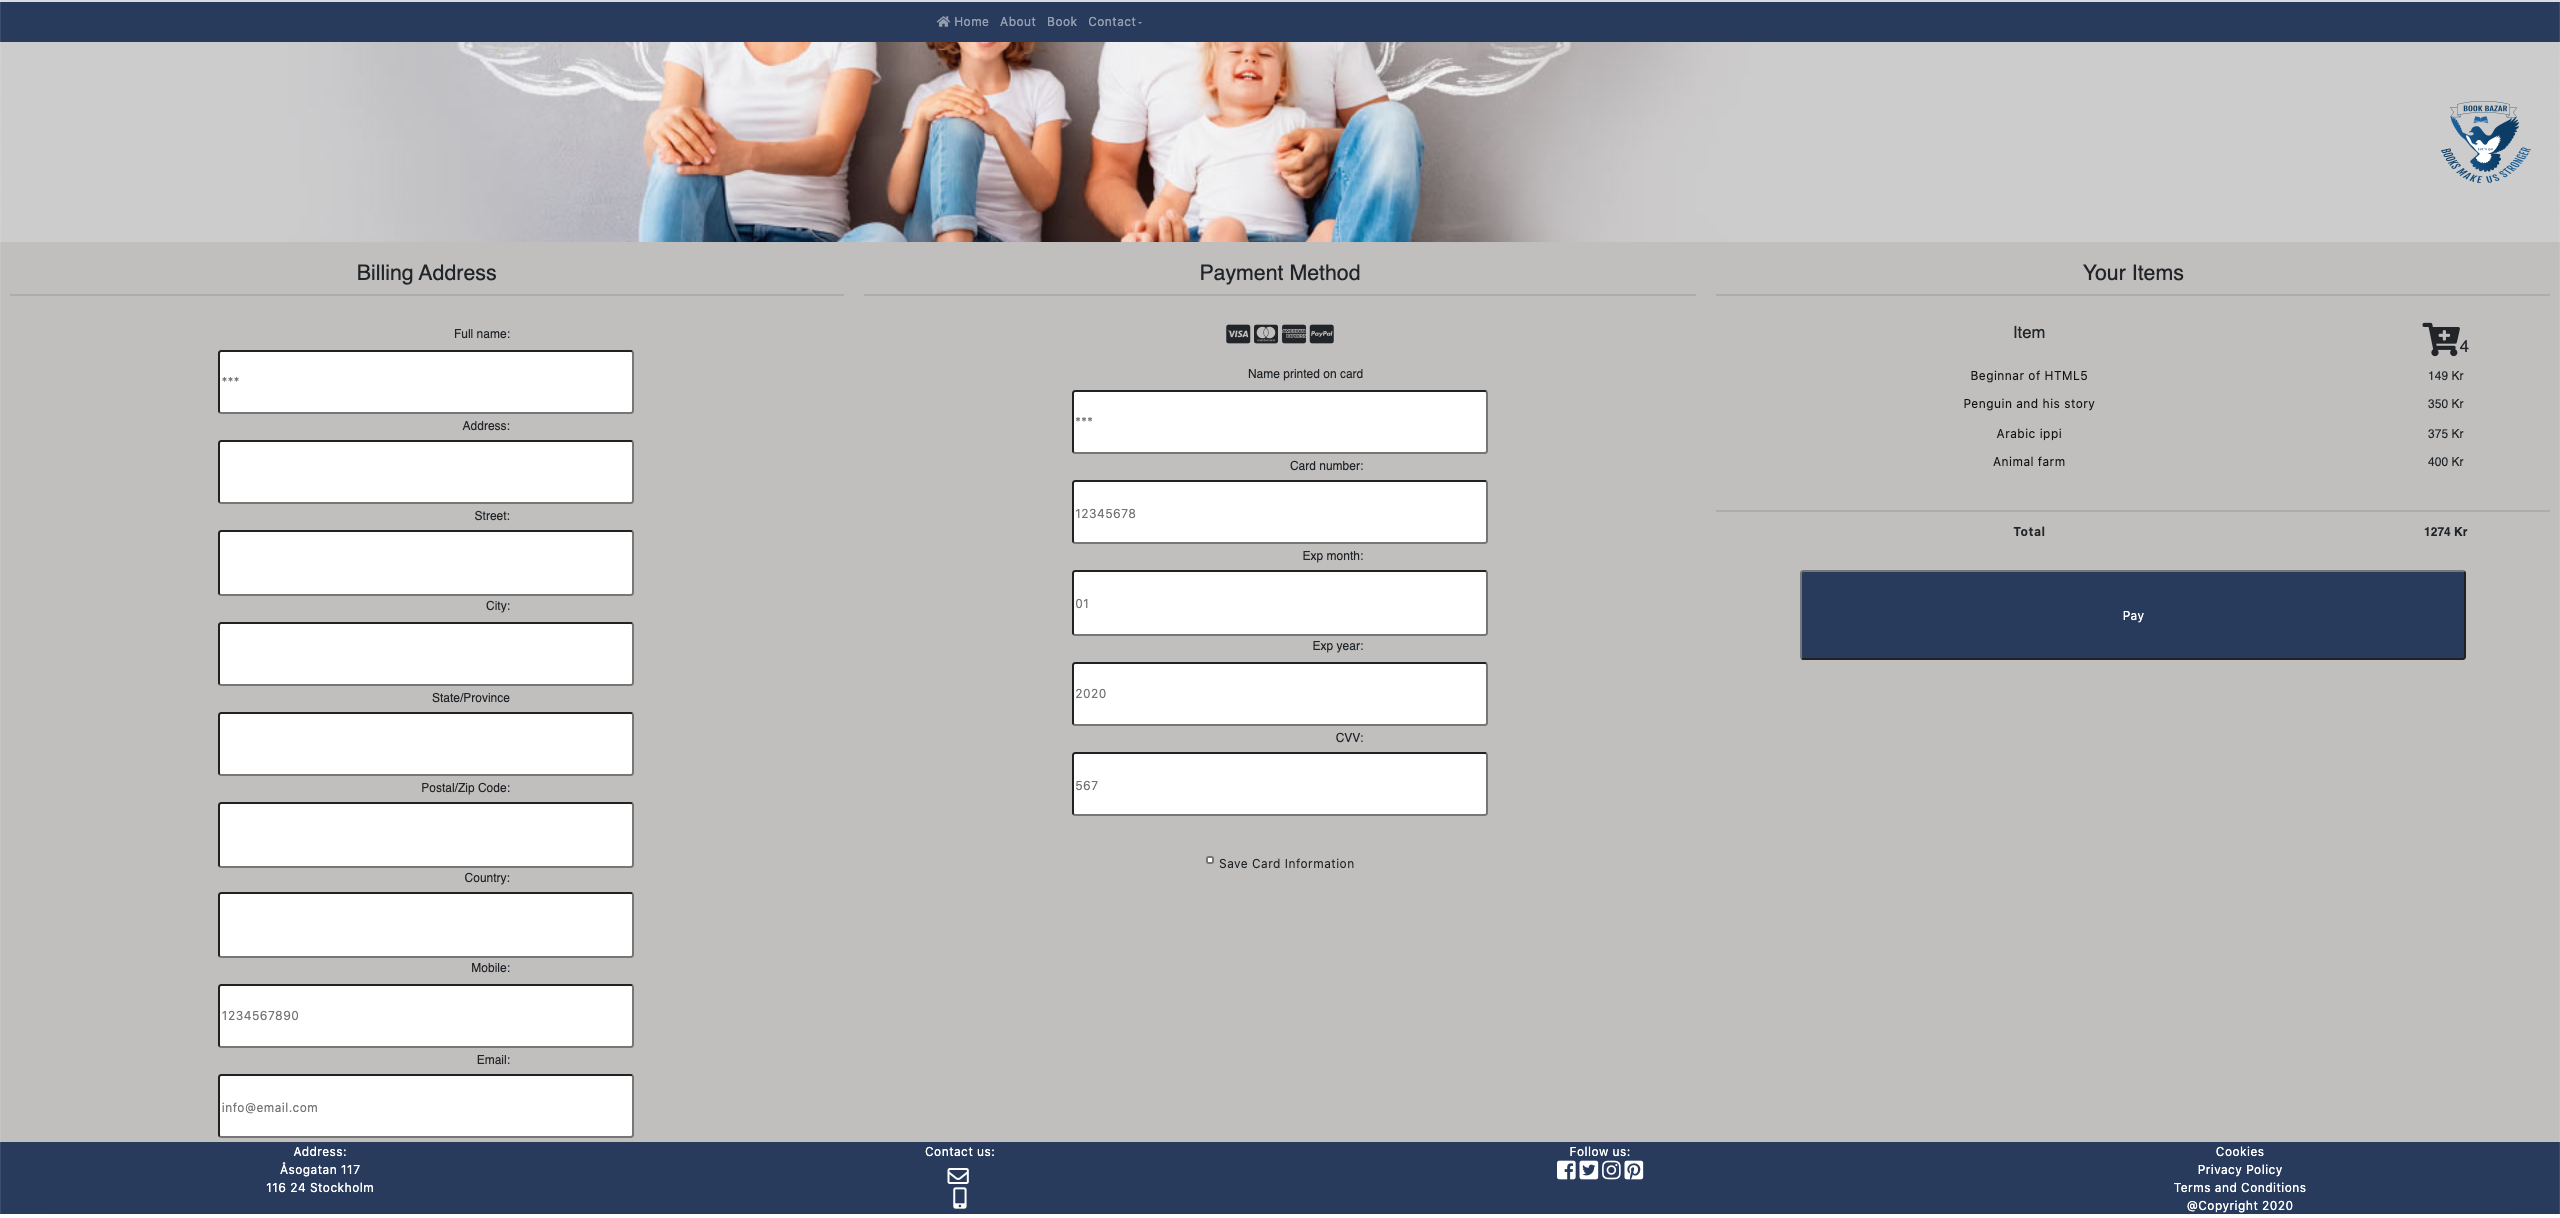 Home About Book Contact
BOOK BAZAR
BOOKS MAKE US STRONGER
Billing Address
Full name:
***
Address:
Street:
City:
State/Province
Postal/Zip Code:
Country:
Mobile:
1234567890
Email:
info@email.com
Payment Method
VISA PayPal
Name printed on card
***
Card number:
12345678
Exp month:
01
Exp year:
2020
CVV:
567
Save Card Information
Your Items
Item 4
Beginnar of HTML5 149 Kr
Penguin and his story 350 Kr
Arabic ippi 375 Kr
Animal farm 400 Kr
Total 1274 Kr
Pay
Address:
Åsogatan 117
116 24 Stockholm
Contact us:
Follow us:
Cookies
Privacy Policy
Terms and Conditions
@Copyright 2020